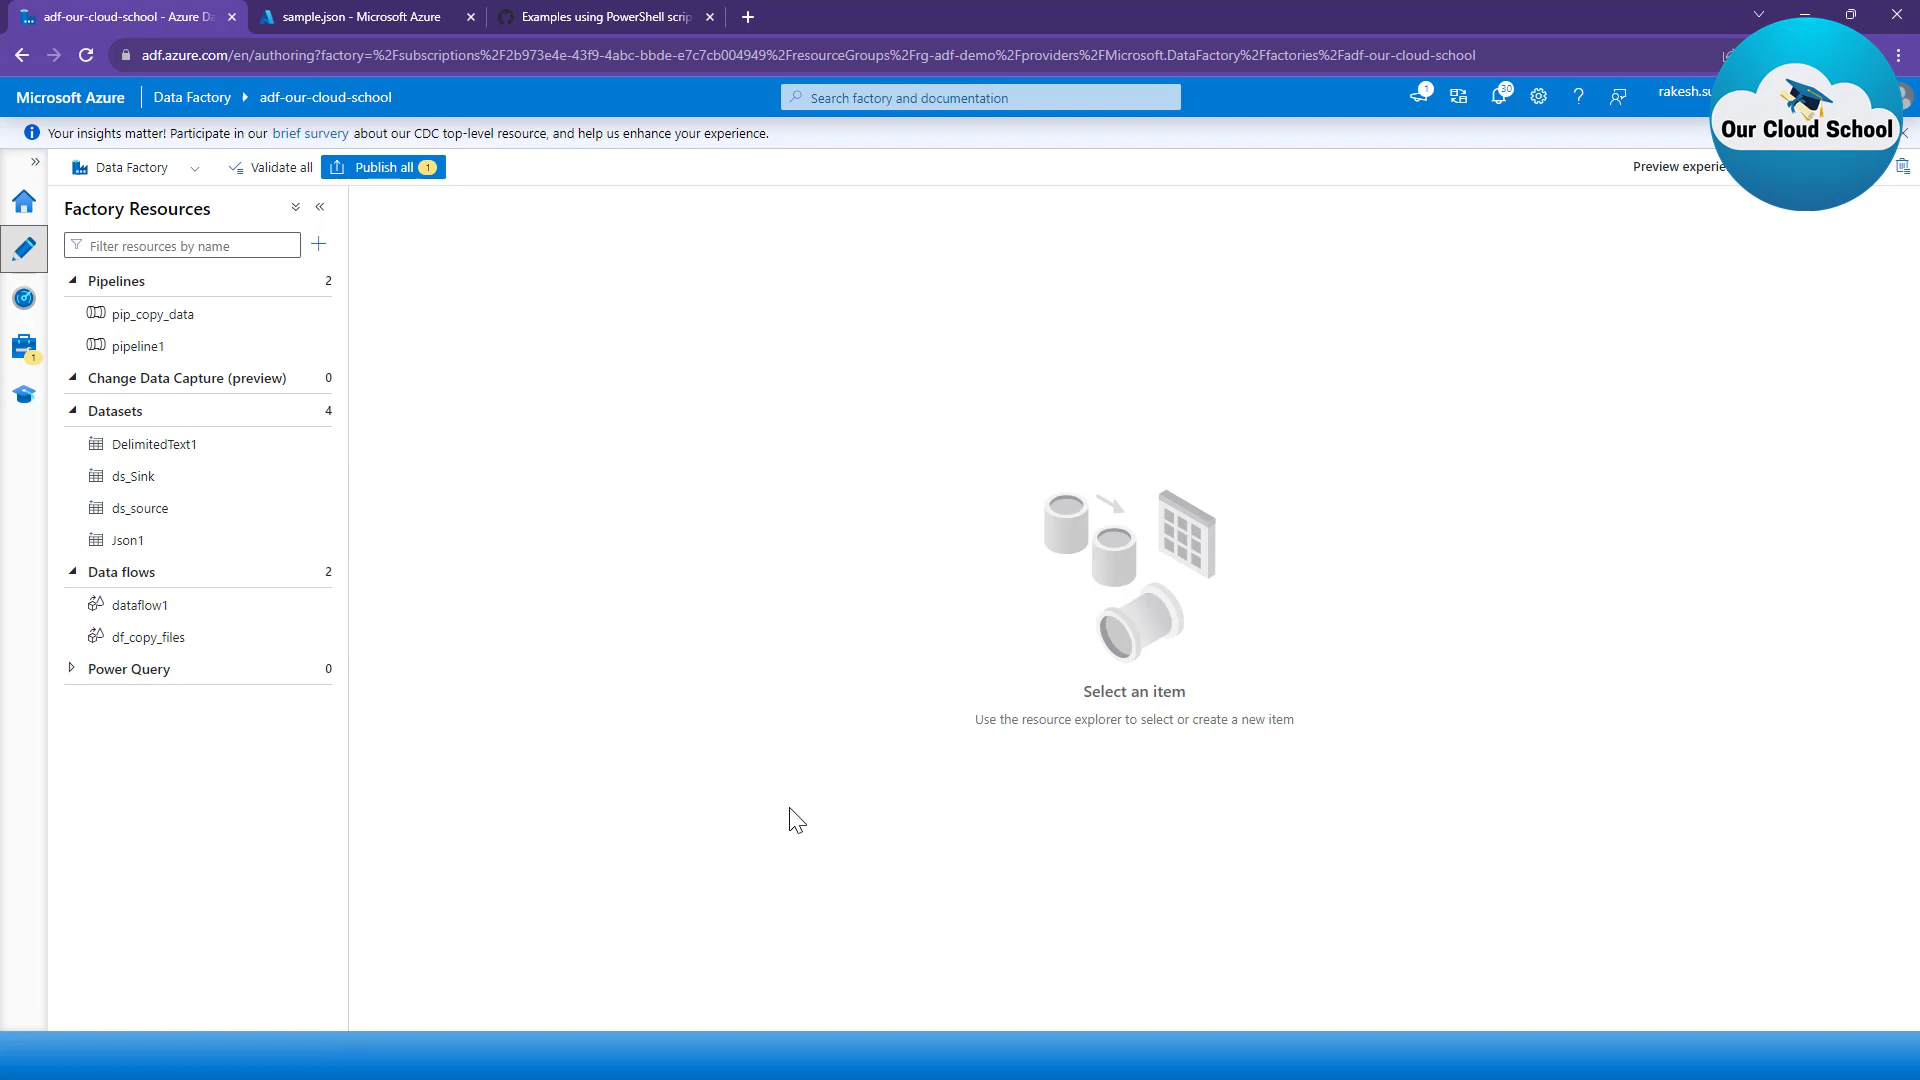 adf-our-cloud-school - Azure Da
sample.json - Microsoft Azure
Examples using PowerShell scrip
adf.azure.com/en/authoring?factory=%2Fsubscriptions%2F2b973e4e-43f9-4abc-bbde-e7c7cb004949%2FresourceGroups%2Frg-adf-demo%2Fproviders%2FMicrosoft.DataFactory%2Ffactories%2Fadf-our-cloud-school
Microsoft Azure
Data Factory
adf-our-cloud-school
Search factory and documentation
1
30
rakesh.su
Our Cloud School
Your insights matter! Participate in our brief survey about our CDC top-level resource, and help us enhance your experience.
Data Factory
Validate all
Publish all 1
Preview experie
Factory Resources
Filter resources by name
Pipelines 2
pip_copy_data
pipeline1
1
Change Data Capture (preview) 0
Datasets 4
DelimitedText1
ds_Sink
ds_source
Json1
Data flows 2
dataflow1
df_copy_files
Power Query 0
Select an item
Use the resource explorer to select or create a new item